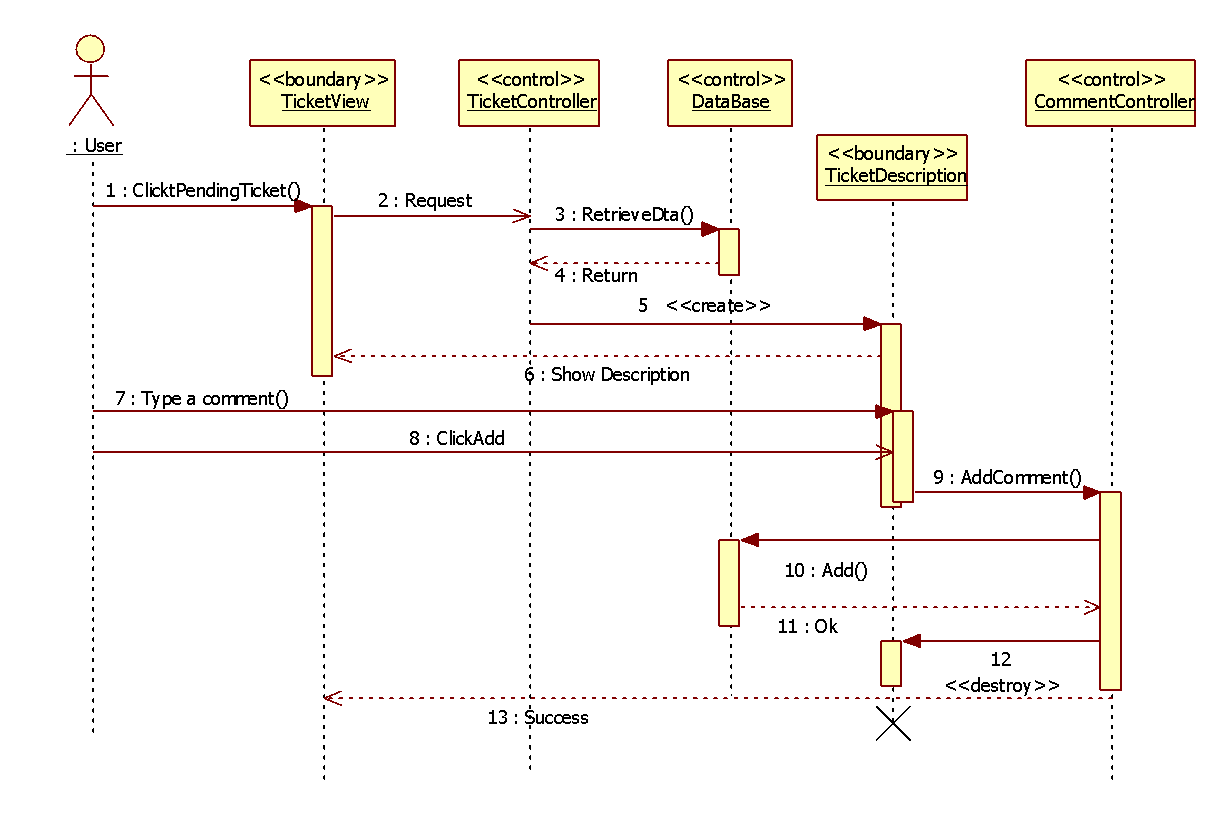 <<boundary>>
TicketView
<<control>>
TicketController
<<control>>
DataBase
<<control>>
CommentController
: User
<<boundary>>
TicketDescription
1 : ClicktPendingTicket()
2 : Request
3 : RetrieveDta()
4 : Return
5 <<create>>
6 : Show Description
7 : Type a comment()
8 : ClickAdd
9 : AddComment()
10 : Add()
11 : Ok
12
<<destroy>>
13 : Success